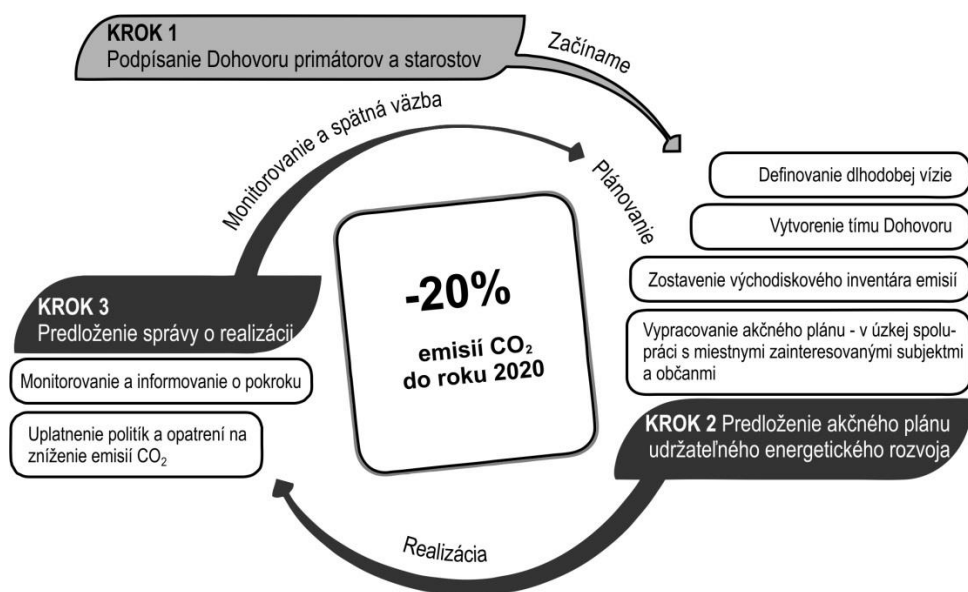 KROK 1
Podpísanie Dohovoru primátorov a starostov
Začíname
Monitorovanie a spätná väzba
Plánovanie
Definovanie dlhodobej vízie
Vytvorenie tímu Dohovoru
Zostavenie východiskového inventára emisií
Vypracovanie akčného plánu - v úzkej spolu-
práci s miestnymi zainteresovanými subjektmi
a občanmi
KROK 2 Predloženie akčného plánu
udržateľného energetického rozvoja
-20%
emisií CO₂
do roku 2020
KROK 3
Predloženie správy o realizácii
Monitorovanie a informovanie o pokroku
Uplatnenie politík a opatrení na
zníženie emisií CO₂
Realizácia